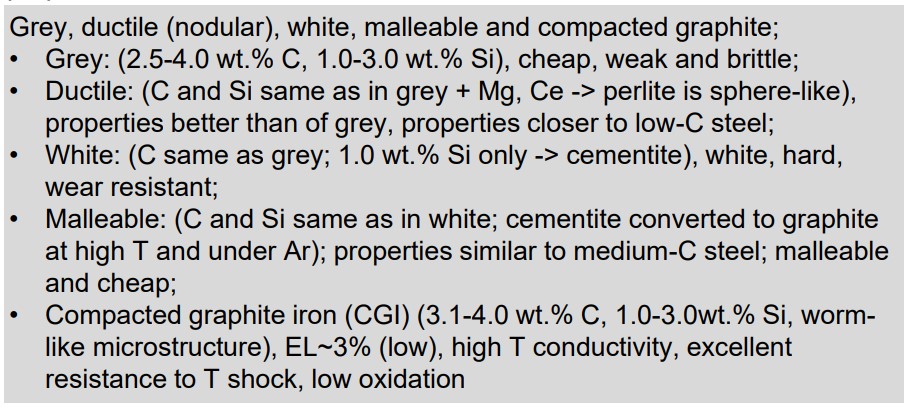 Grey, ductile (nodular), white, malleable and compacted graphite;
• Grey: (2.5-4.0 wt.% C, 1.0-3.0 wt.% Si), cheap, weak and brittle;
• Ductile: (C and Si same as in grey + Mg, Ce -> perlite is sphere-like),
properties better than of grey, properties closer to low-C steel;
• White: (C same as grey; 1.0 wt.% Si only -> cementite), white, hard,
wear resistant;
• Malleable: (C and Si same as in white; cementite converted to graphite
at high T and under Ar); properties similar to medium-C steel; malleable
and cheap;
• Compacted graphite iron (CGI) (3.1-4.0 wt.% C, 1.0-3.0wt.% Si, worm-
like microstructure), EL~3% (low), high T conductivity, excellent
resistance to T shock, low oxidation